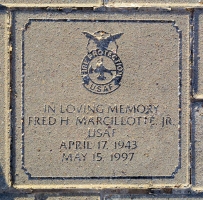 FIRE PROTECTION
USAF
IN LOVING MEMORY
FRED H. MARCILLOTTE, JR.
USAF
APRIL 17, 1943
MAY 15, 1997